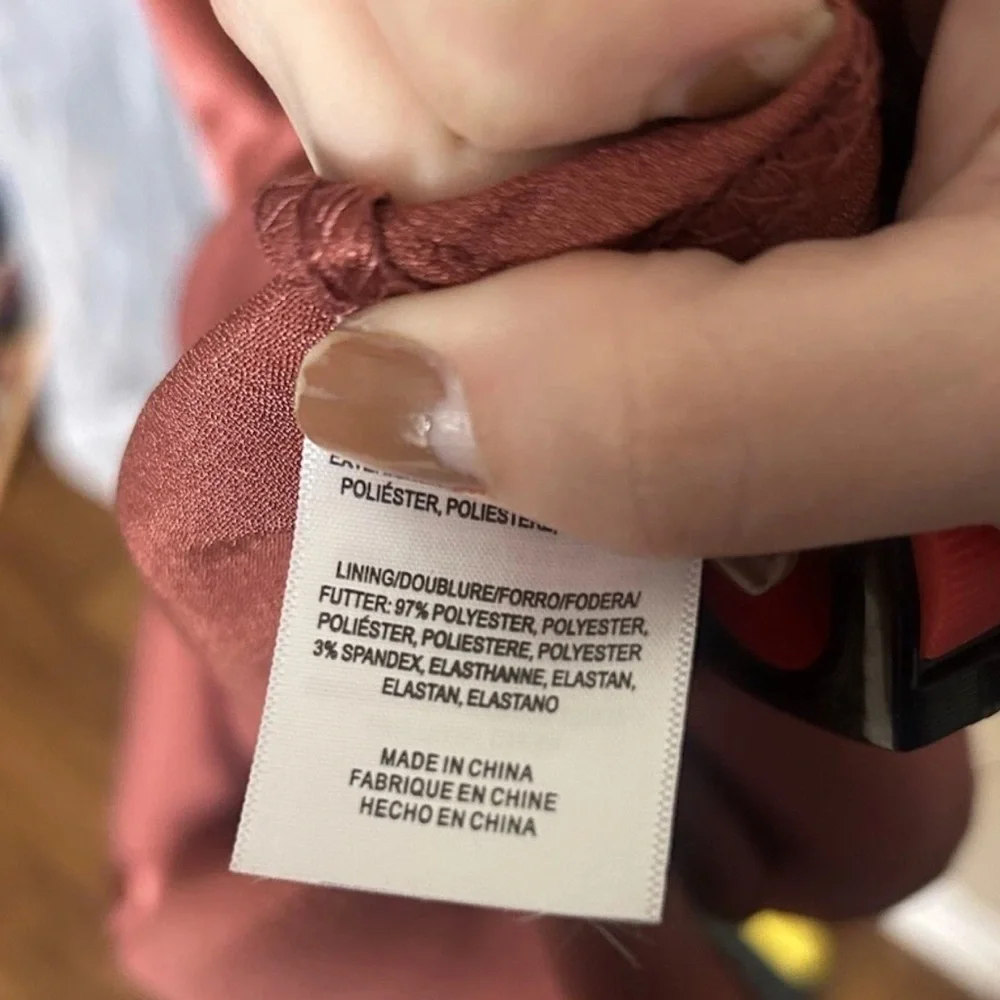 POLIÉSTER, POLIESTERE,
LINING/DOUBLURE/FORRO/FODERA/
FUTTER: 97% POLYESTER, POLYESTER,
POLIÉSTER, POLIESTERE, POLYESTER
3% SPANDEX, ELASTHANNE, ELASTAN,
ELASTAN, ELASTANO
MADE IN CHINA
FABRIQUE EN CHINE
HECHO EN CHINA